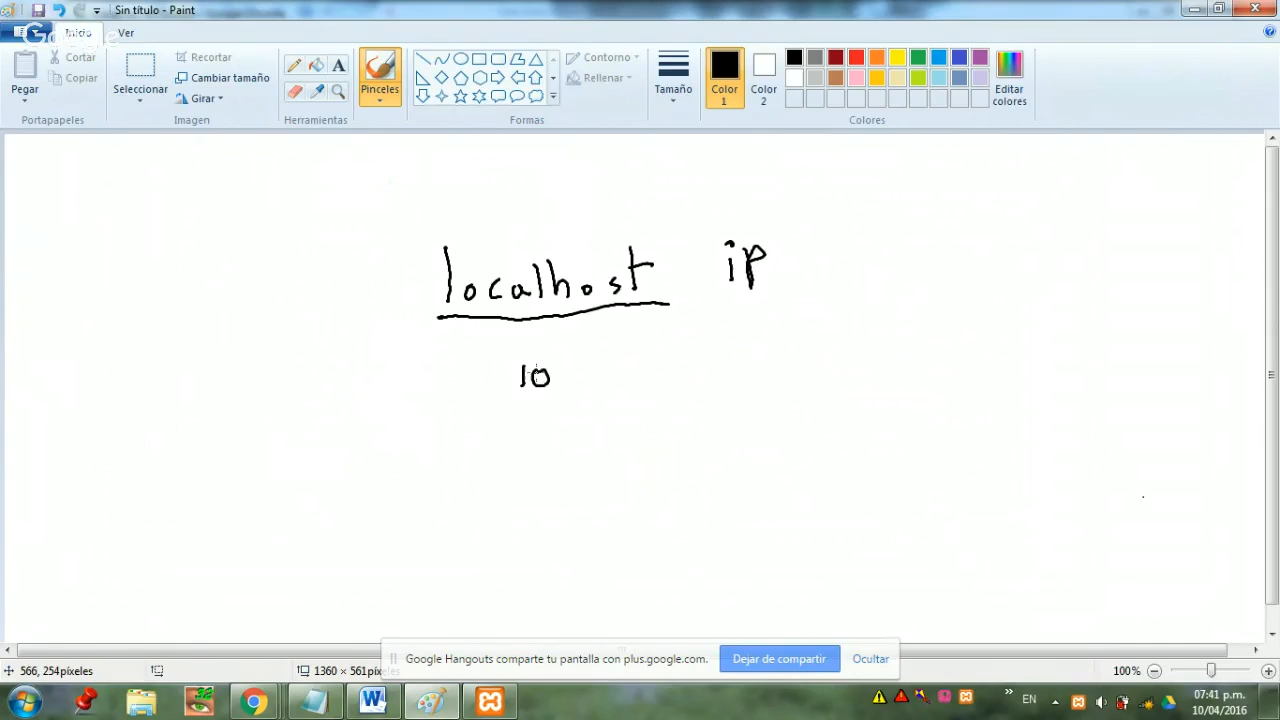 Sin título - Paint
Google
Inicio Ver
Pegar
Cortar
Copiar
Portapapeles
Seleccionar
Recortar
Cambiar tamaño
Girar
Imagen
Herramientas
Pinceles
Contorno
Rellenar
Formas
Tamaño
Color 1
Color 2
Editar colores
Colores
localhost ip
10
Google Hangouts comparte tu pantalla con plus.google.com. Dejar de compartir Ocultar
566, 254píxeles 1360 × 561píxeles 100%
EN 07:41 p.m.
10/04/2016